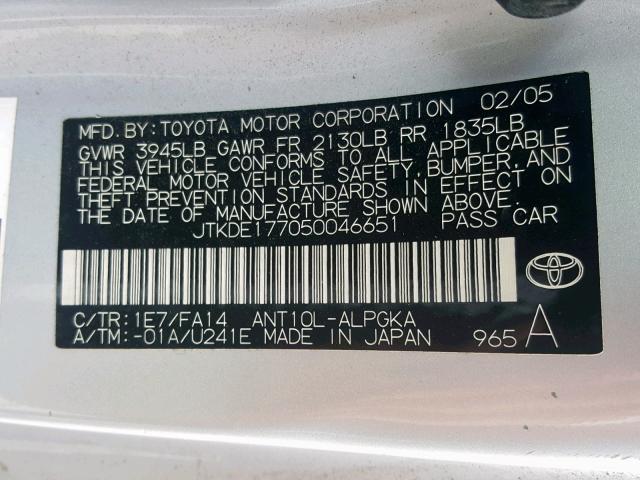 MFD. BY: TOYOTA MOTOR CORPORATION 02/05
GVWR 3945LB GAWR FR 2130LB RR 1835LB
THIS VEHICLE CONFORMS TO ALL APPLICABLE
FEDERAL MOTOR VEHICLE SAFETY, BUMPER, AND
THEFT PREVENTION STANDARDS IN EFFECT ON
THE DATE OF MANUFACTURE SHOWN ABOVE.
JTKDE177050046651 PASS CAR
C/TR: 1E7/FA14 ANT10L-ALPGKA
A/TM: -01A/U241E MADE IN JAPAN 965 A